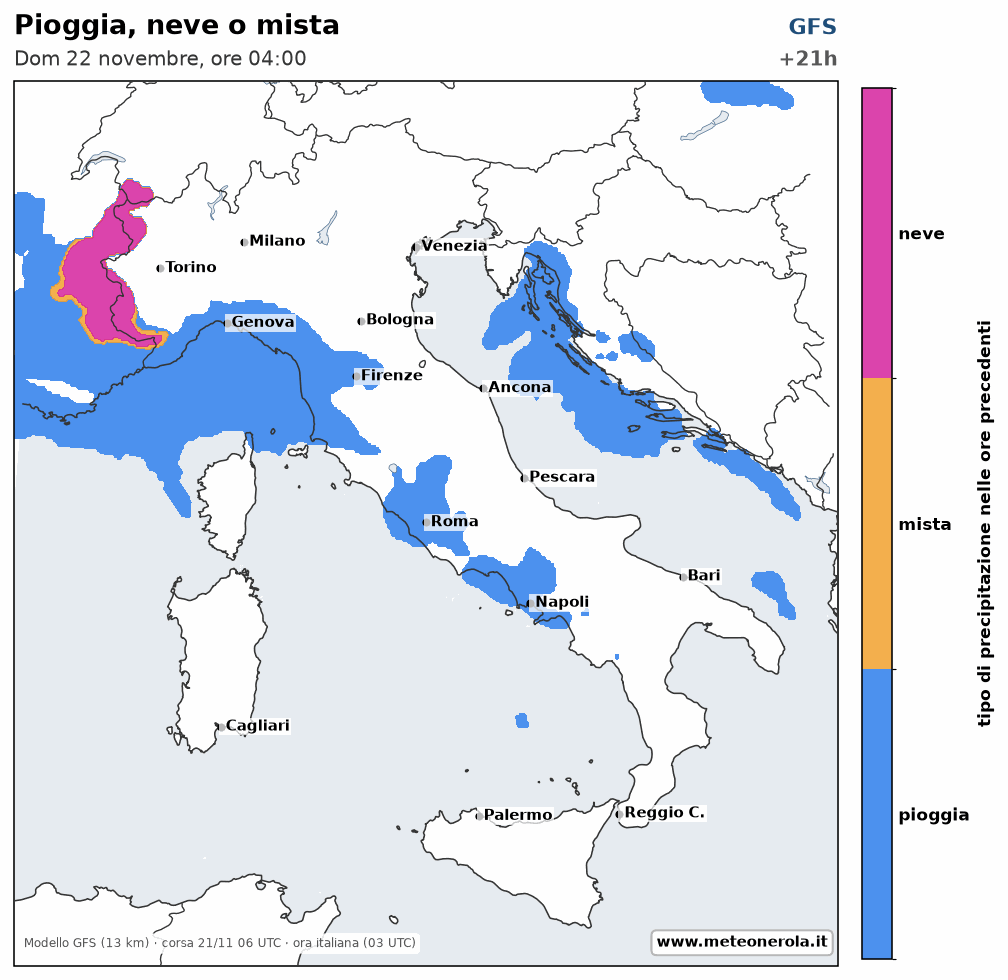 Pioggia, neve o mista
GFS
Dom 22 novembre, ore 04:00
+21h
neve
Milano
Venezia
Torino
Genova
Bologna
Firenze
Ancona
Pescara
Roma
mista
Bari
Napoli
tipo di precipitazione nelle ore precedenti
Cagliari
Palermo
Reggio C.
pioggia
Modello GFS (13 km) · corsa 21/11 06 UTC · ora italiana (03 UTC)
www.meteonerola.it